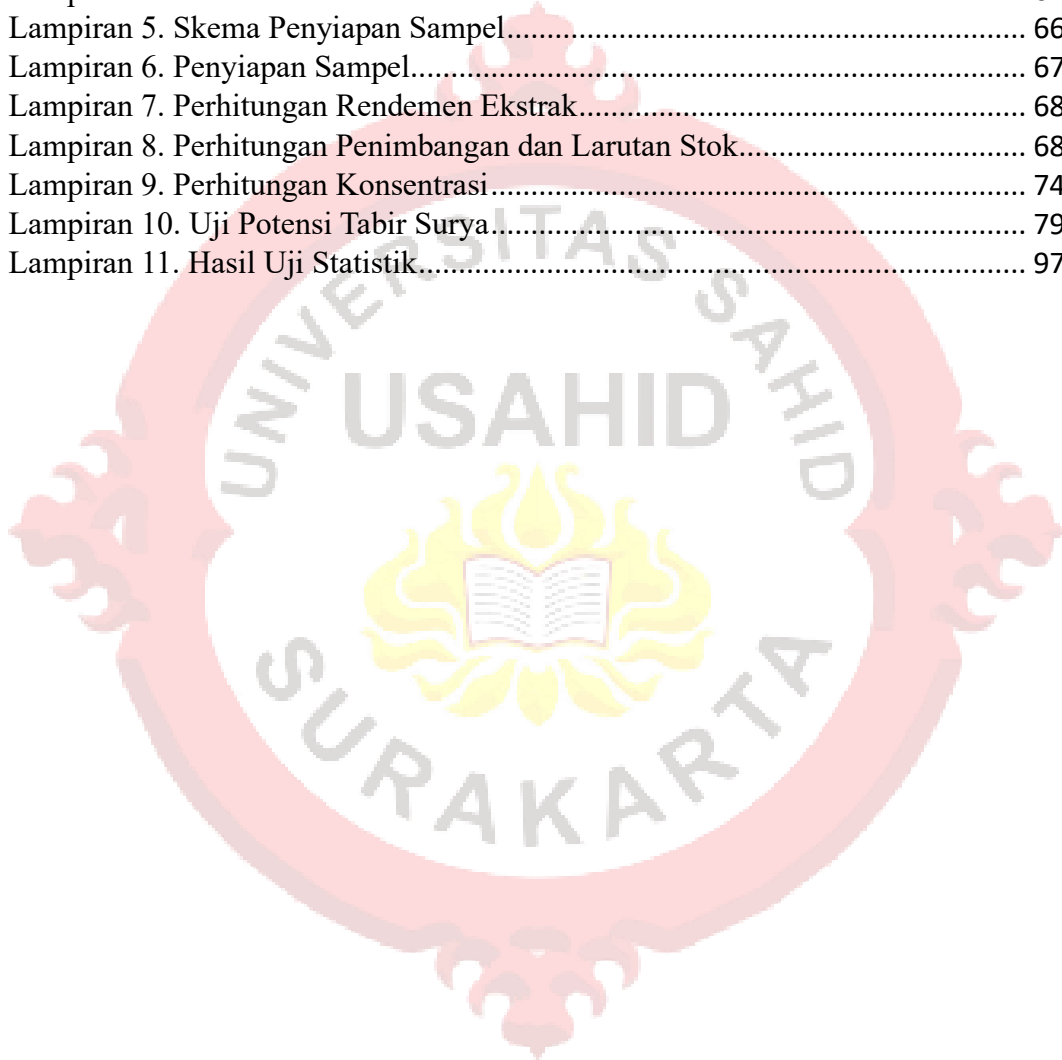 Lampiran 5. Skema Penyiapan Sampel.......................................................................... 66
Lampiran 6. Penyiapan Sampel........................................................................................ 67
Lampiran 7. Perhitungan Rendemen Ekstrak................................................................ 68
Lampiran 8. Perhitungan Penimbangan dan Larutan Stok......................................... 68
Lampiran 9. Perhitungan Konsentrasi............................................................................ 74
Lampiran 10. Uji Potensi Tabir Surya............................................................................ 79
Lampiran 11. Hasil Uji Statistik...................................................................................... 97
UNIVERSITAS SAHID
USAHID
SURAKARTA